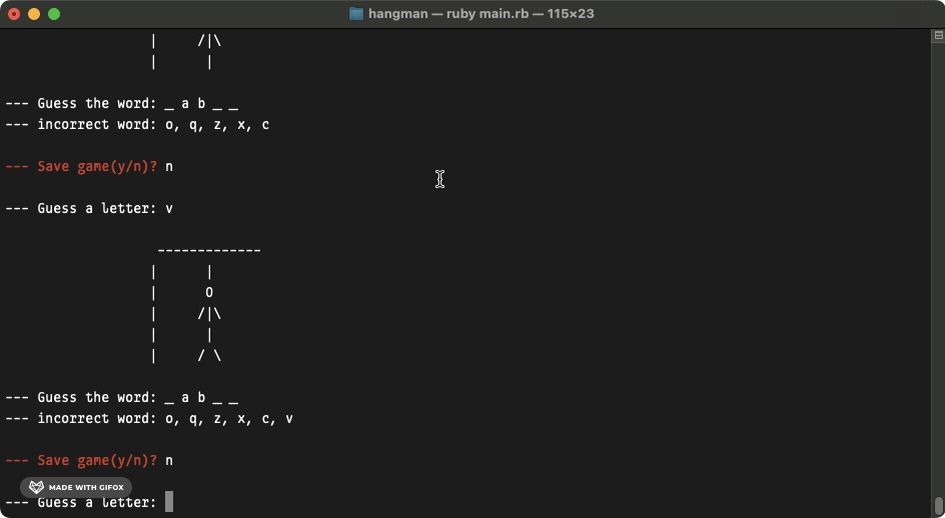 hangman — ruby main.rb — 115×23
|     /|\
|      |
--- Guess the word: _ a b _ _
--- incorrect word: o, q, z, x, c
--- Save game(y/n)? n
--- Guess a letter: v
-------------
|      |
|      O
|     /|\
|      |
|     / \
--- Guess the word: _ a b _ _
--- incorrect word: o, q, z, x, c, v
--- Save game(y/n)? n
MADE WITH GIFOX
--- Guess a letter: